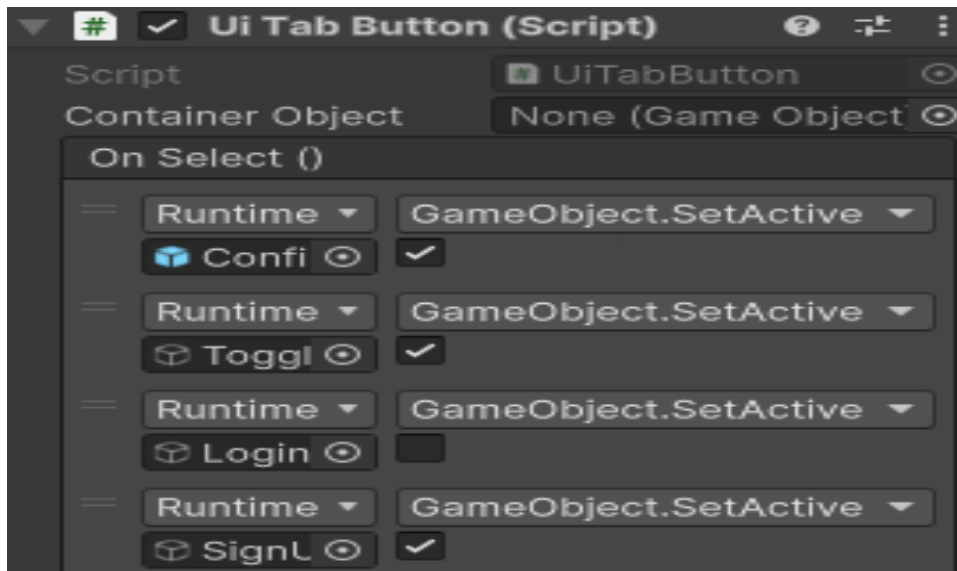 Ui Tab Button (Script)
Script UiTabButton
Container Object None (Game Object)
On Select ()
Runtime GameObject.SetActive
Confi
Runtime GameObject.SetActive
Toggl
Runtime GameObject.SetActive
Login
Runtime GameObject.SetActive
SignU